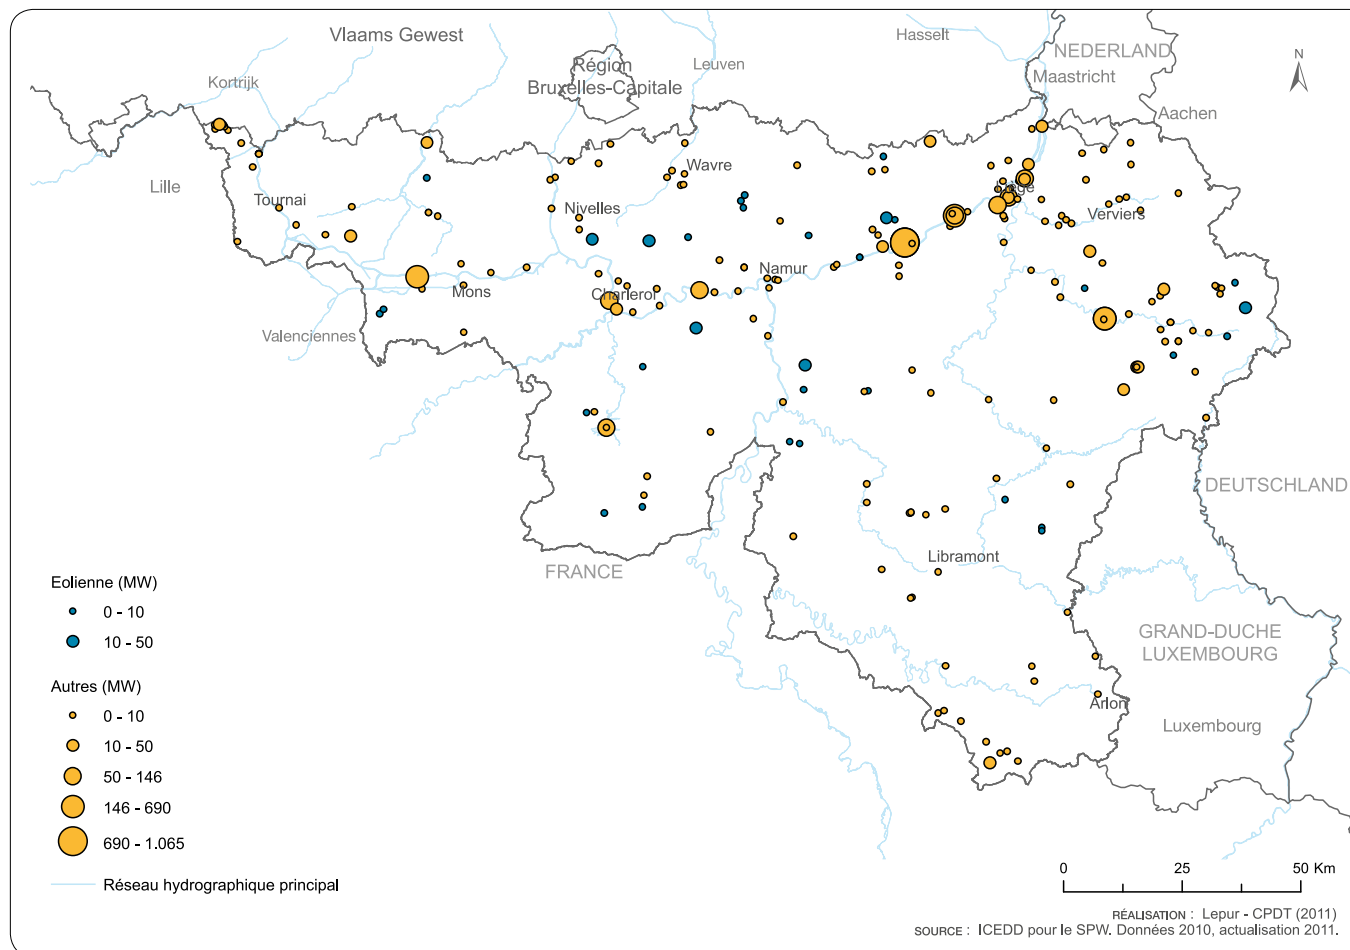 Vlaams Gewest
Hasselt
NEDERLAND
Maastricht
N
Kortrijk
Région
Bruxelles-Capitale
Leuven
Aachen
Lille
Wavre
Liège
Tournai
Nivelles
Verviers
Namur
Mons
Charleroi
Valenciennes
DEUTSCHLAND
Libramont
FRANCE
GRAND-DUCHE
LUXEMBOURG
Arlon
Luxembourg
Eolienne (MW)
0 - 10
10 - 50
Autres (MW)
0 - 10
10 - 50
50 - 146
146 - 690
690 - 1.065
Réseau hydrographique principal
0 25 50 Km
RÉALISATION : Lepur - CPDT (2011)
SOURCE : ICEDD pour le SPW. Données 2010, actualisation 2011.